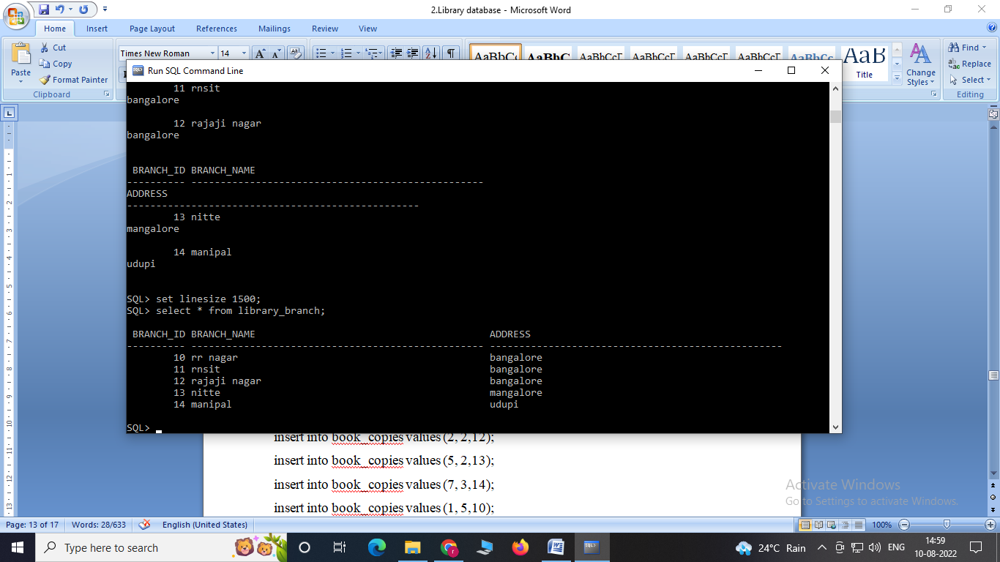 2.Library database - Microsoft Word
Home Insert Page Layout References Mailings Review View
Paste
Cut
Copy
Format Painter
Clipboard
Times New Roman 14
AaBbCc AaBbC AaBbCcD AaBbCcD AaBbCcD AaBbCcD AaBbCc AaB
Title
Change Styles
Find
Replace
Select
Editing
Run SQL Command Line
11 rnsit
bangalore
12 rajaji nagar
bangalore
BRANCH_ID BRANCH_NAME
---------- --------------------------------------------------
ADDRESS
--------------------------------------------------
13 nitte
mangalore
14 manipal
udupi
SQL> set linesize 1500;
SQL> select * from library_branch;
BRANCH_ID BRANCH_NAME ADDRESS
---------- -------------------------------------------------- --------------------------------------------------
10 rr nagar bangalore
11 rnsit bangalore
12 rajaji nagar bangalore
13 nitte mangalore
14 manipal udupi
SQL>
insert into book_copies values (2, 2,12);
insert into book_copies values (5, 2,13);
insert into book_copies values (7, 3,14);
insert into book_copies values (1, 5,10);
Activate Windows
Go to Settings to activate Windows.
Page: 13 of 17 Words: 28/633 English (United States) 100%
Type here to search
24°C Rain ENG 14:59
10-08-2022